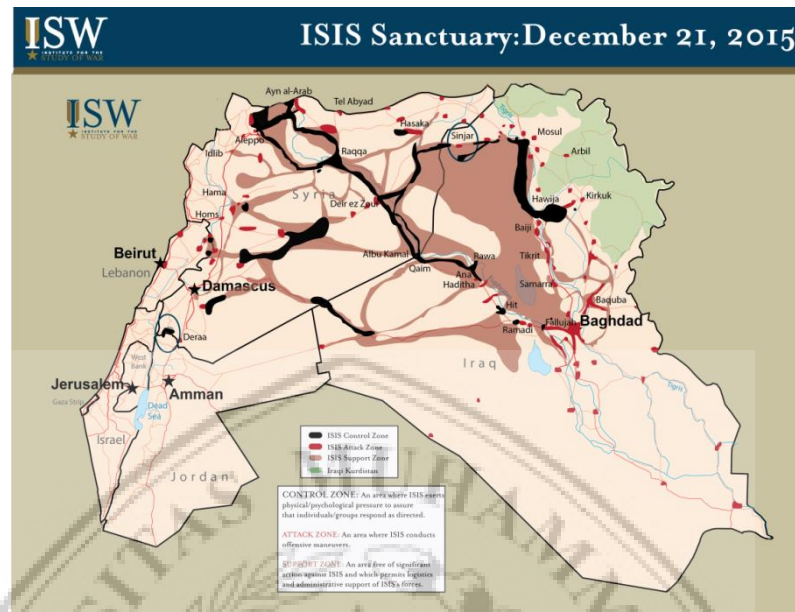 ISW
INSTITUTE FOR THE
STUDY OF WAR
ISIS Sanctuary:December 21, 2015
ISW
INSTITUTE FOR THE
STUDY OF WAR
Ayn al-Arab
Tel Abyad
Hasaka
Sinjar
Tigris
Mosul
Aleppo
Raqqa
Arbil
Idlib
Syria
Hawija
Kirkuk
Hama
Deir ez Zour
Homs
Baiji
Albu Kamal
Rawa
Tikrit
Beirut
Lebanon
Qaim
Ana
Haditha
Samarra
Damascus
Hit
Baquba
Ramadi
Fallujah
Baghdad
Deraa
Iraq
West
Bank
Tigris
Jerusalem
Amman
Gaza Strip
Dead
Sea
Israel
Jordan
ISIS Control Zone
ISIS Attack Zone
ISIS Support Zone
Iraqi Kurdistan
CONTROL ZONE: An area where ISIS exerts
physical/psychological pressure to assure
that individuals/groups respond as directed.
ATTACK ZONE: An area where ISIS conducts
offensive maneuvers.
SUPPORT ZONE: An area free of significant
action against ISIS and which permits logistics
and administrative support of ISIS's forces.